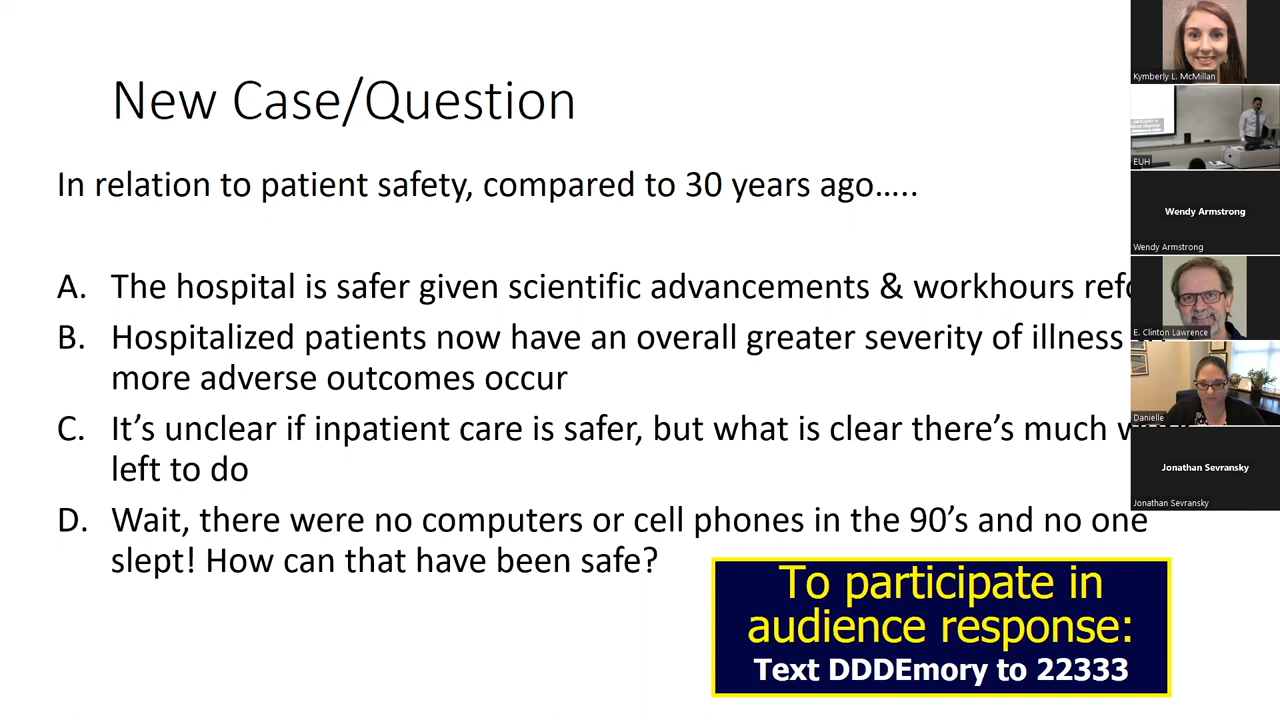 New Case/Question
In relation to patient safety, compared to 30 years ago…..
A. The hospital is safer given scientific advancements & workhours
B. Hospitalized patients now have an overall greater severity of illness
more adverse outcomes occur
C. It's unclear if inpatient care is safer, but what is clear there's much
left to do
D. Wait, there were no computers or cell phones in the 90's and no one
slept! How can that have been safe?
To participate in
audience response:
Text DDDEmory to 22333
Kymberly L. McMillan
EUH
Wendy Armstrong
Wendy Armstrong
E. Clinton Lawrence
Danielle
Jonathan Sevransky
Jonathan Sevransky